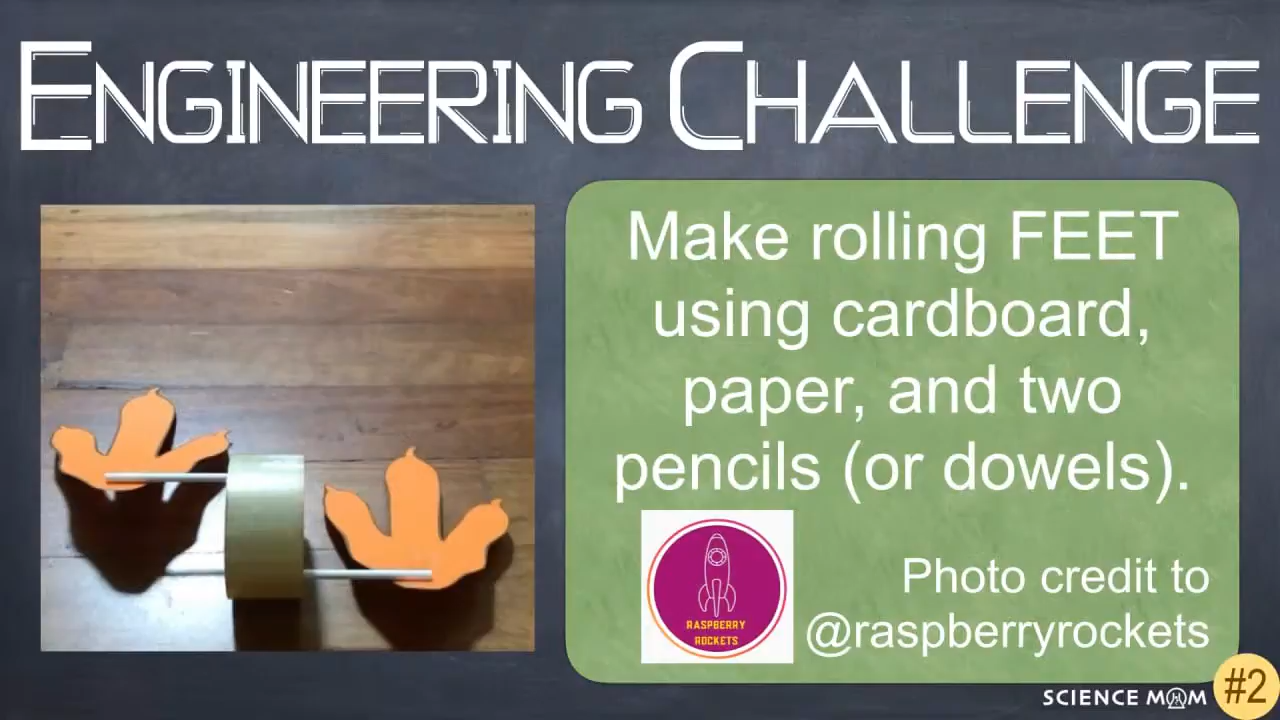 ENGINEERING CHALLENGE
Make rolling FEET
using cardboard,
paper, and two
pencils (or dowels).
RASPBERRY
ROCKETS
Photo credit to
@raspberryrockets
SCIENCE MOM
#2